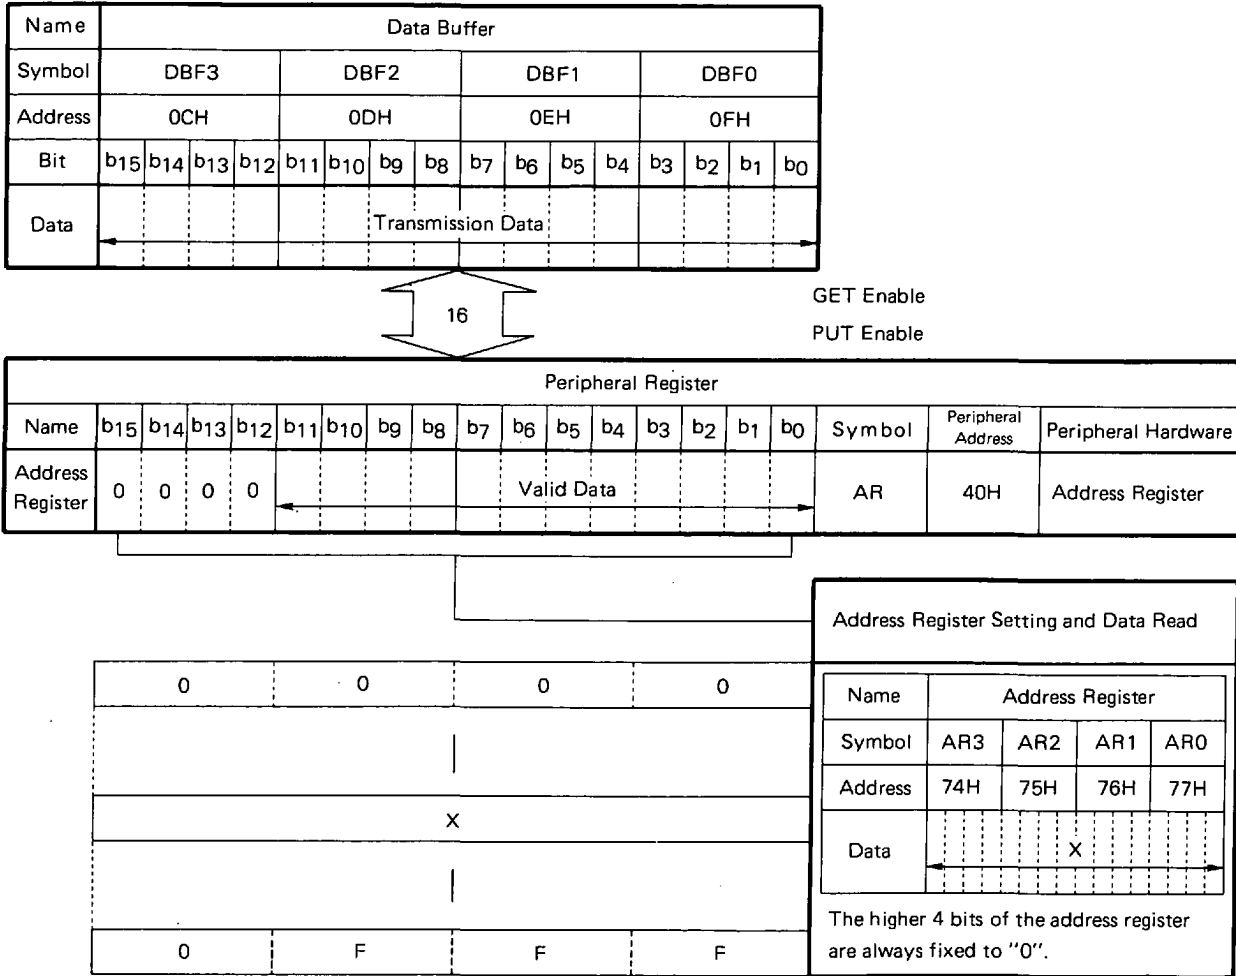 Name Data Buffer
Symbol DBF3 DBF2 DBF1 DBF0
Address 0CH 0DH 0EH 0FH
Bit b15 b14 b13 b12 b11 b10 b9 b8 b7 b6 b5 b4 b3 b2 b1 b0
Data Transmission Data
16
GET Enable
PUT Enable
Peripheral Register
Name b15 b14 b13 b12 b11 b10 b9 b8 b7 b6 b5 b4 b3 b2 b1 b0 Symbol Peripheral Address Peripheral Hardware
Address Register 0 0 0 0 Valid Data AR 40H Address Register
Address Register Setting and Data Read
0 0 0 0
x
0 F F F
Name Address Register
Symbol AR3 AR2 AR1 AR0
Address 74H 75H 76H 77H
Data x
The higher 4 bits of the address register
are always fixed to "0".